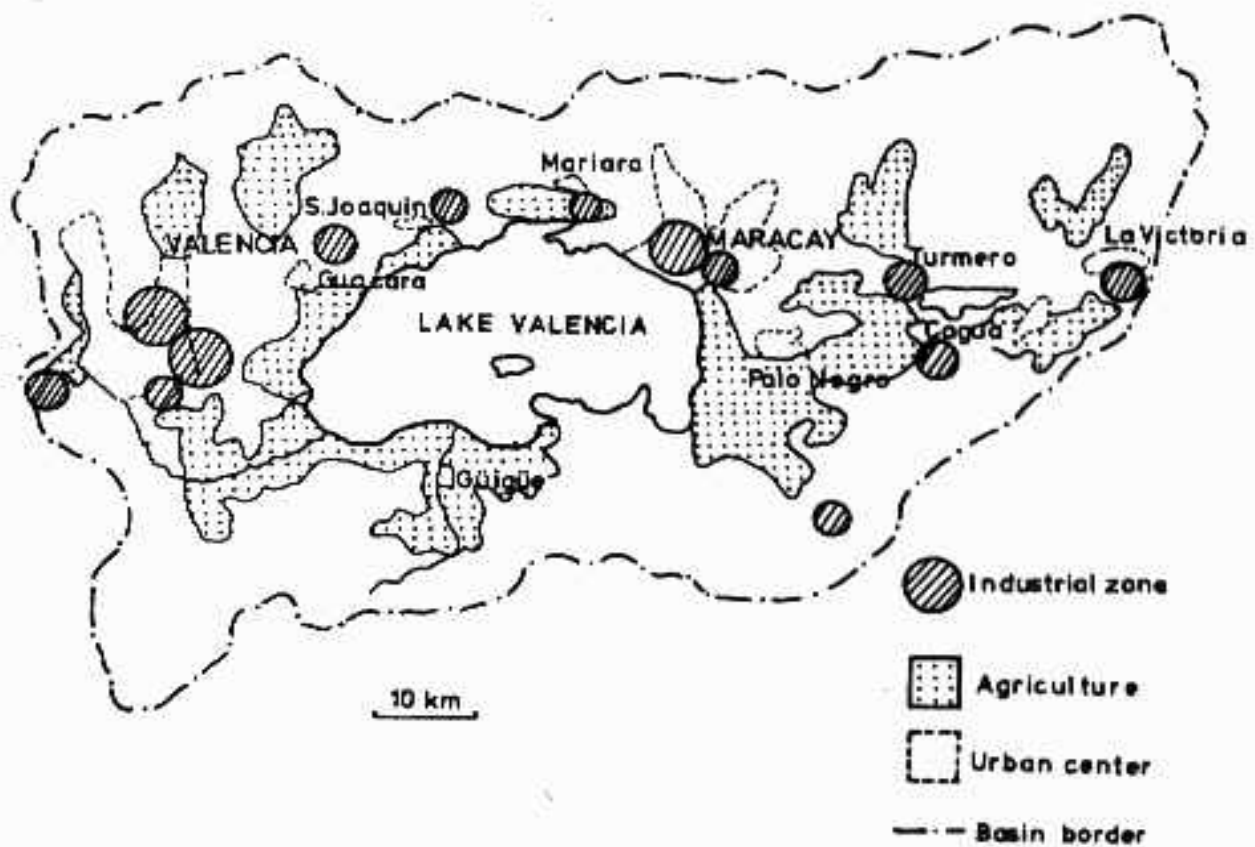 Mariara
S. Joaquin
VALENCIA
MARACAY
La Victoria
Turmero
Guacara
LAKE VALENCIA
Cagua
Palo Negro
Güigüe
10 km
Industrial zone
Agriculture
Urban center
Basin border